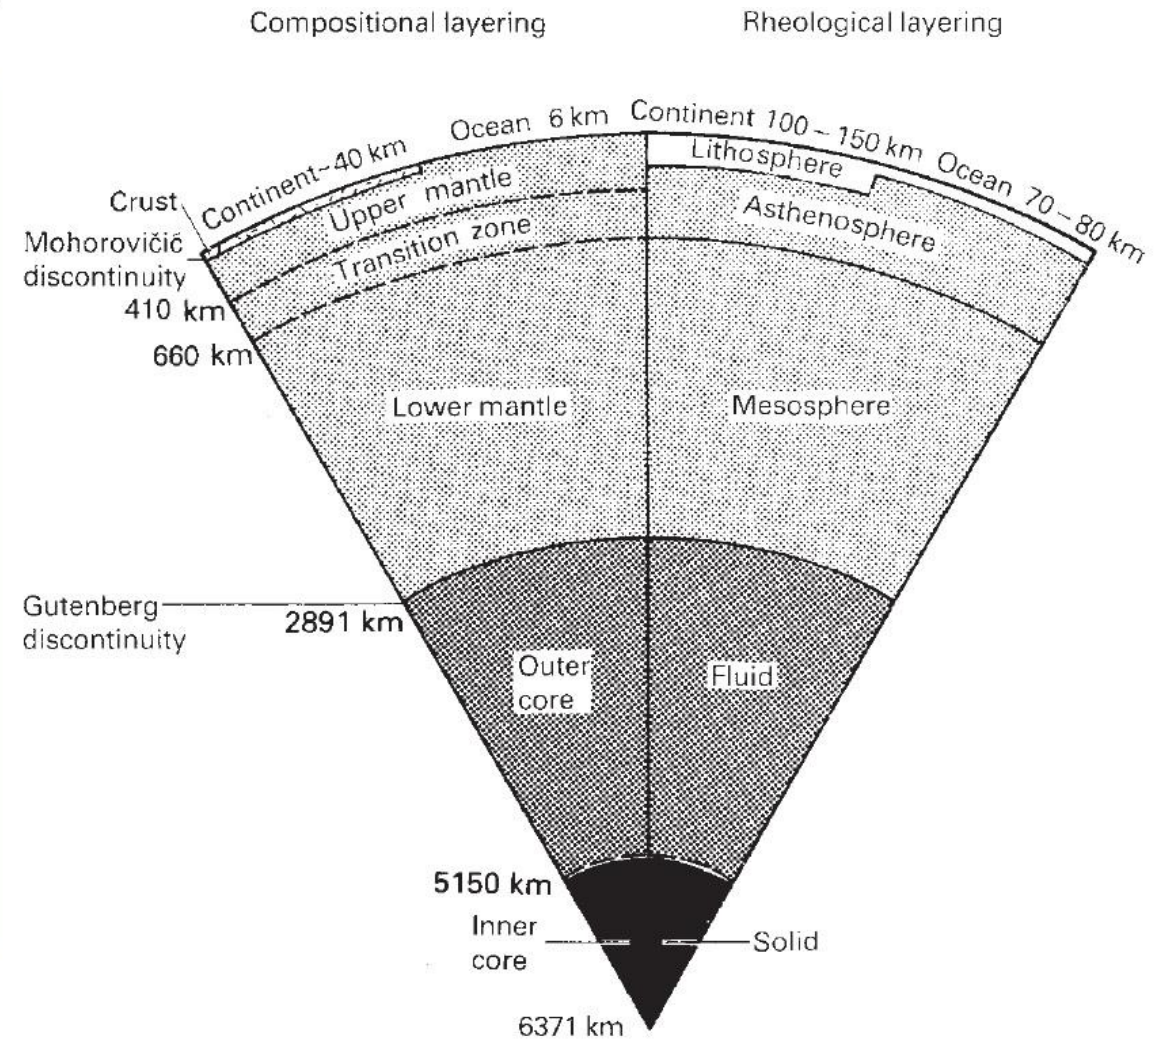 Compositional layering
Rheological layering
Continent~40 km
Ocean 6 km
Continent 100–150 km
Ocean 70–80 km
Crust
Mohorovičić
discontinuity
Upper mantle
Lithosphere
Transition zone
Asthenosphere
410 km
660 km
Lower mantle
Mesosphere
Gutenberg
discontinuity
2891 km
Outer
core
Fluid
5150 km
Inner
core
Solid
6371 km